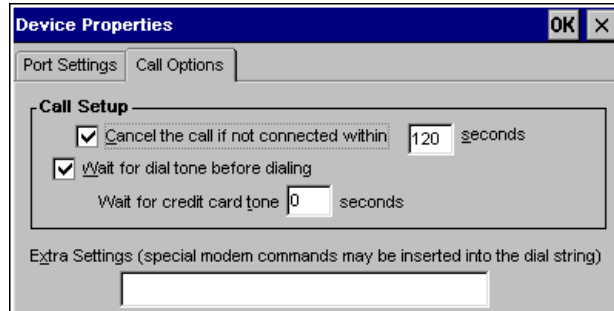 Device Properties OK ×
Port Settings Call Options
Call Setup
Cancel the call if not connected within 120 seconds
Wait for dial tone before dialing
Wait for credit card tone 0 seconds
Extra Settings (special modem commands may be inserted into the dial string)